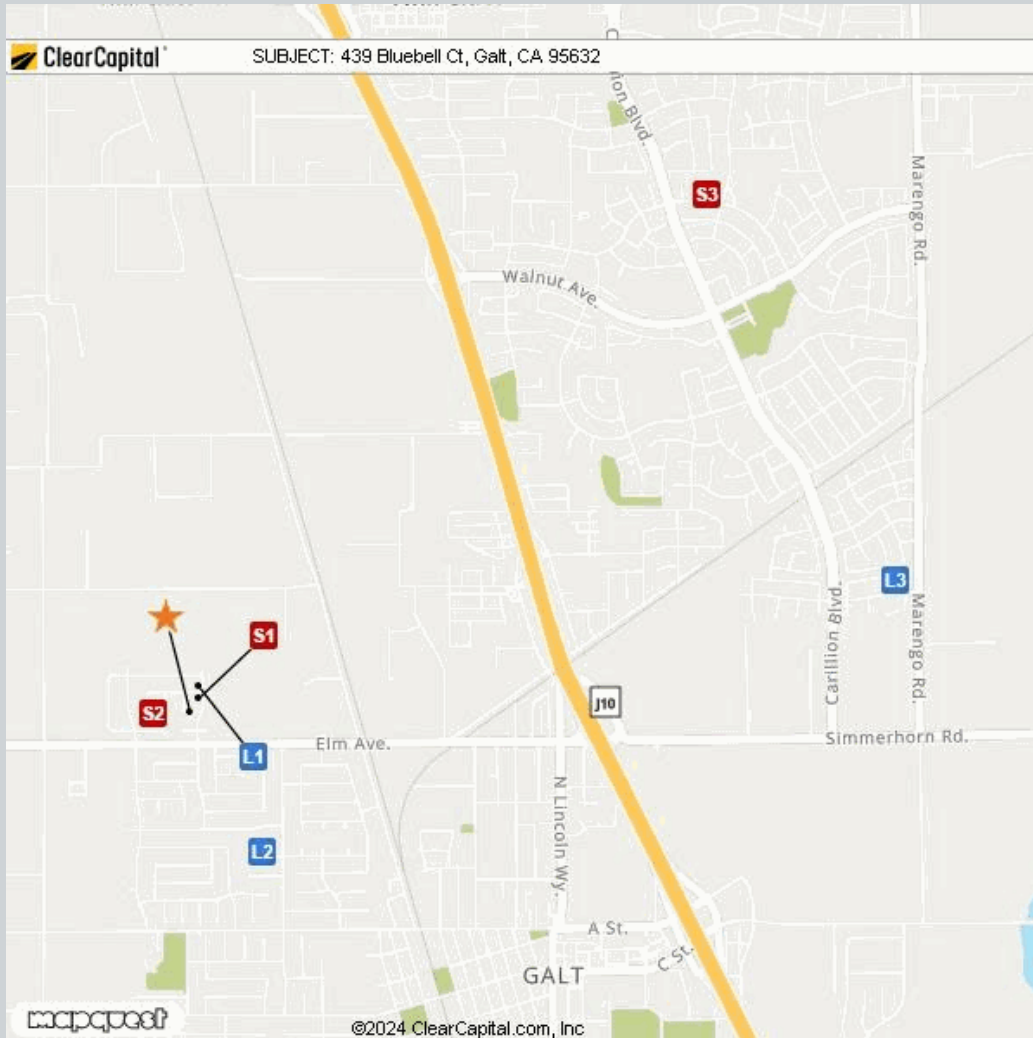 ClearCapital
SUBJECT: 439 Bluebell Ct, Galt, CA 95632
Blvd.
S3
Marengo Rd.
Walnut Ave.
L3
Carillion Blvd.
Marengo Rd.
S1
S2
J10
Elm Ave.
L1
Simmerhorn Rd.
N Lincoln Wy.
L2
A St.
C St.
GALT
mapquest
©2024 ClearCapital.com, Inc